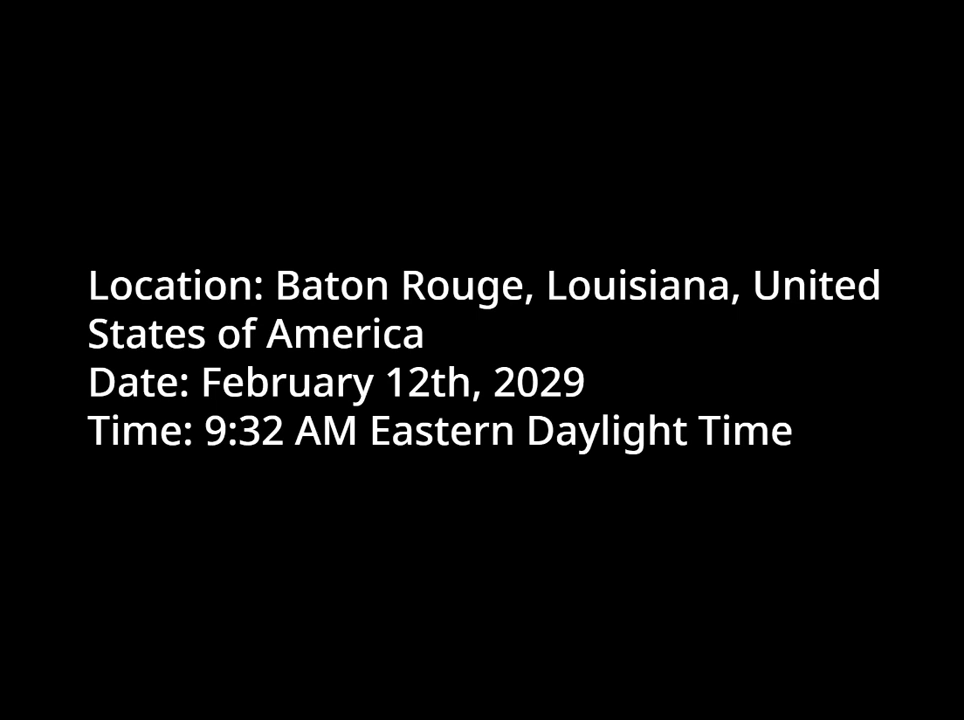 Location: Baton Rouge, Louisiana, United
States of America
Date: February 12th, 2029
Time: 9:32 AM Eastern Daylight Time